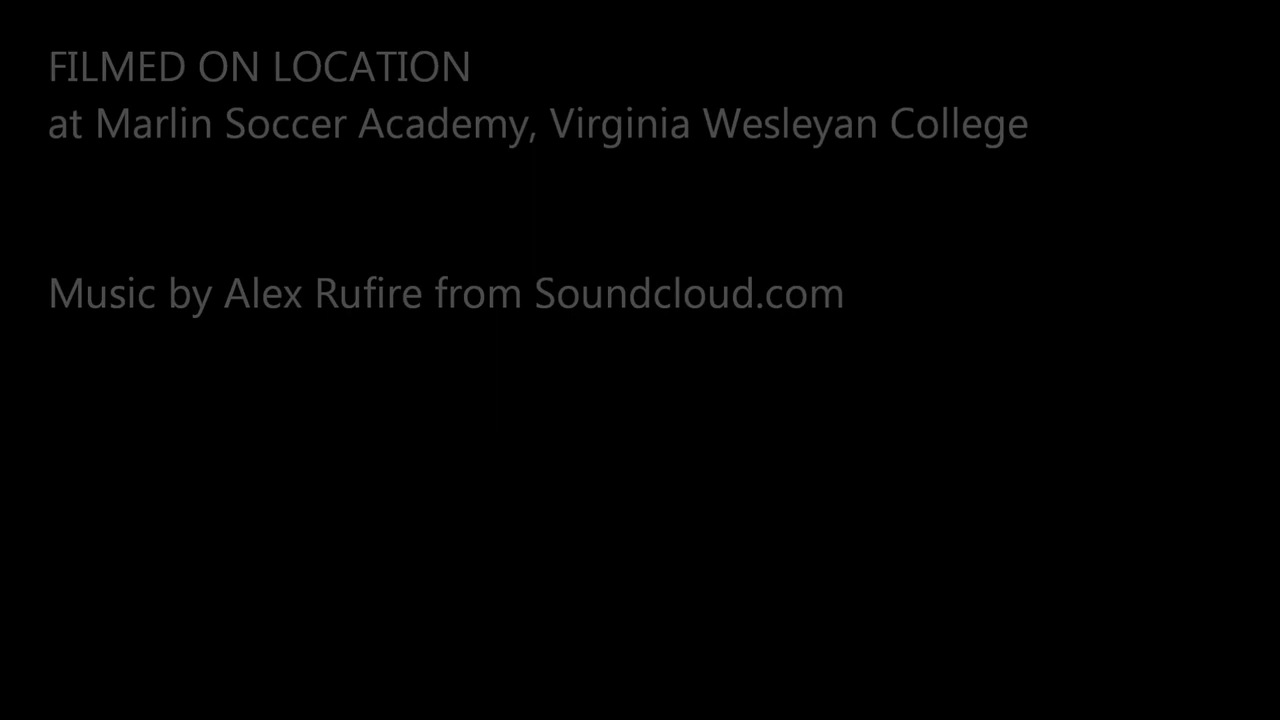 FILMED ON LOCATION
at Marlin Soccer Academy, Virginia Wesleyan College
Music by Alex Rufire from Soundcloud.com